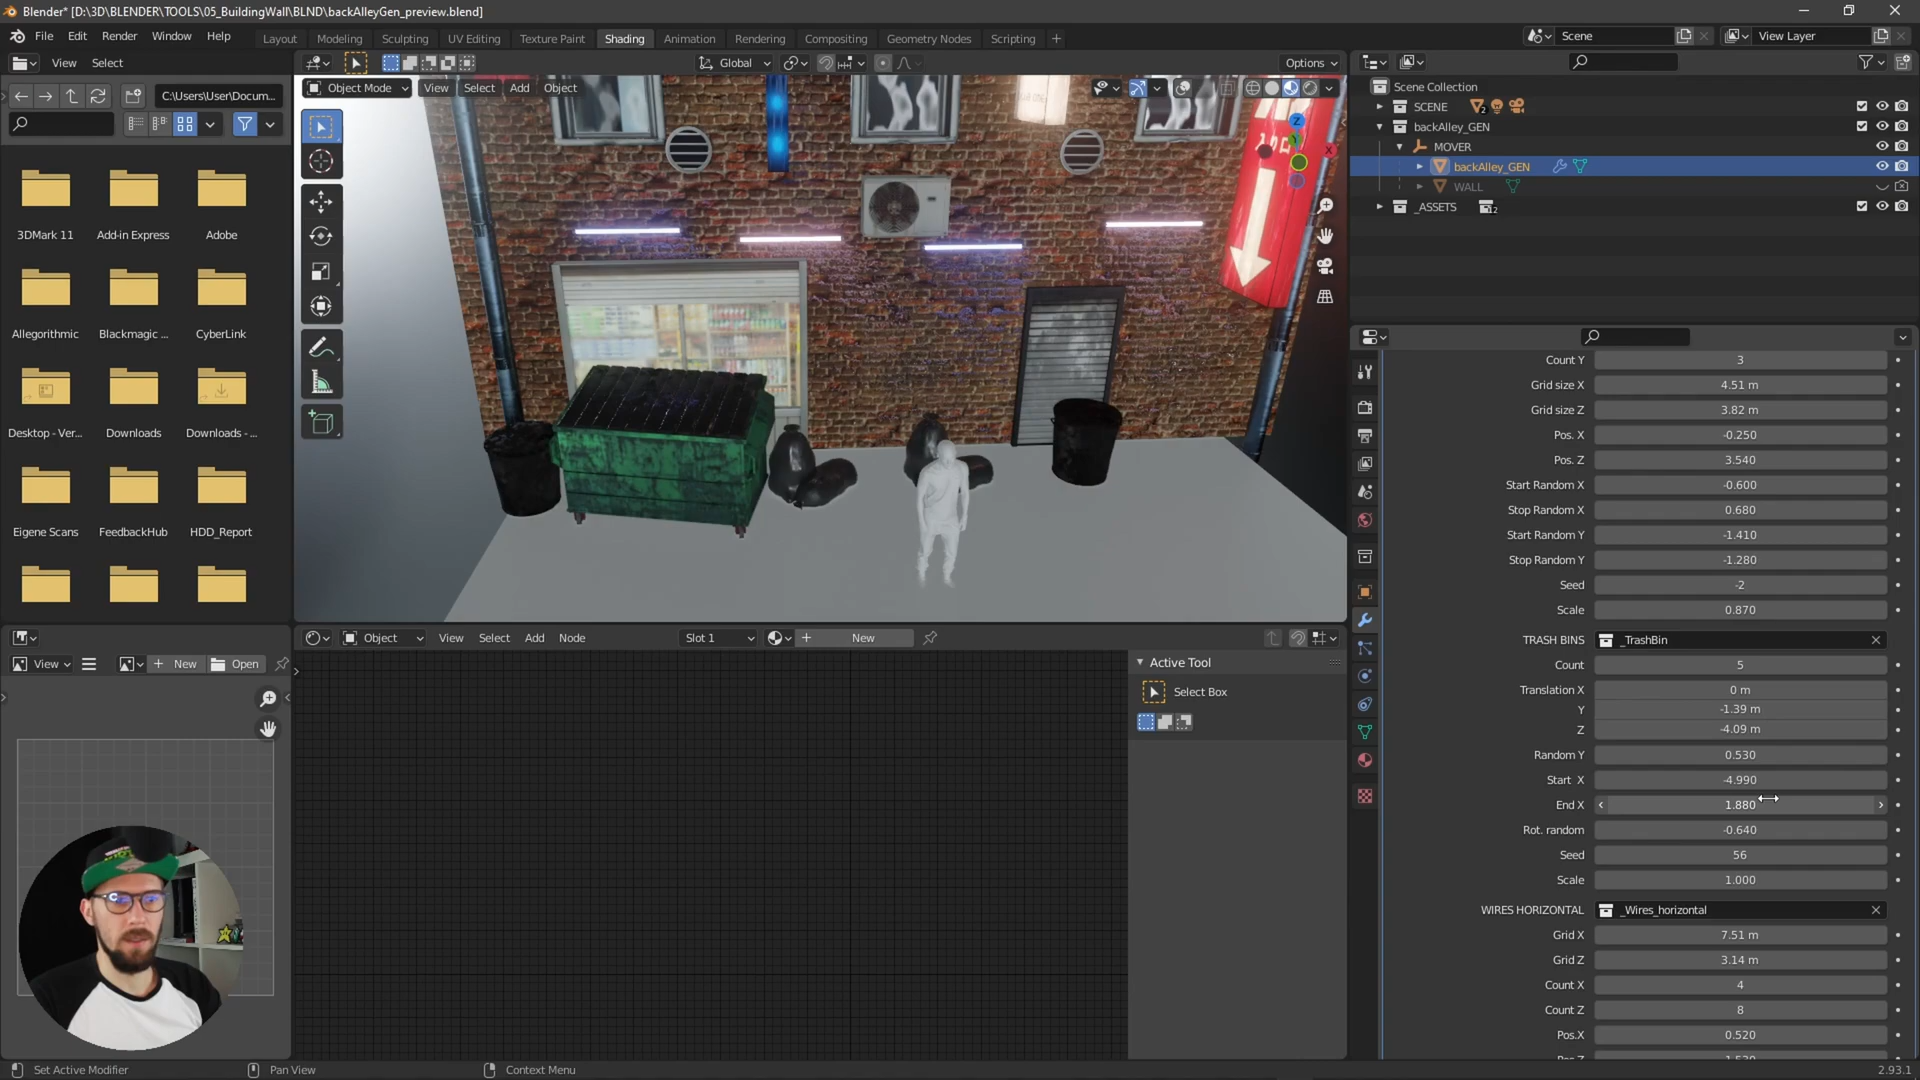 Blender* [D:\3D\BLENDER\TOOLS\05_BuildingWall\BLND\backAlleyGen_preview.blend]
File Edit Render Window Help
Layout Modeling Sculpting UV Editing Texture Paint Shading Animation Rendering Compositing Geometry Nodes Scripting +
Scene
View Layer
View Select
Global
Options
C:\Users\User\Docum...
Object Mode View Select Add Object
3DMark 11 Add-in Express Adobe
Allegorithmic Blackmagic ... CyberLink
Desktop - Ver... Downloads Downloads - ...
Eigene Scans FeedbackHub HDD_Report
Z
X
Scene Collection
SCENE 2
backAlley_GEN
MOVER
backAlley_GEN
WALL
_ASSETS 12
Count Y 3
Grid size X 4.51 m
Grid size Z 3.82 m
Pos. X -0.250
Pos. Z 3.540
Start Random X -0.600
Stop Random X 0.680
Start Random Y -1.410
Stop Random Y -1.280
Seed -2
Scale 0.870
TRASH BINS _TrashBin
Count 5
Translation X 0 m
Y -1.39 m
Z -4.09 m
Random Y 0.530
Start X -4.990
End X 1.880
Rot. random -0.640
Seed 56
Scale 1.000
WIRES HORIZONTAL _Wires_horizontal
Grid X 7.51 m
Grid Z 3.14 m
Count X 4
Count Z 8
Pos.X 0.520
View New Open
Object View Select Add Node Slot 1 New
Active Tool
Select Box
Set Active Modifier Pan View Context Menu 2.93.1